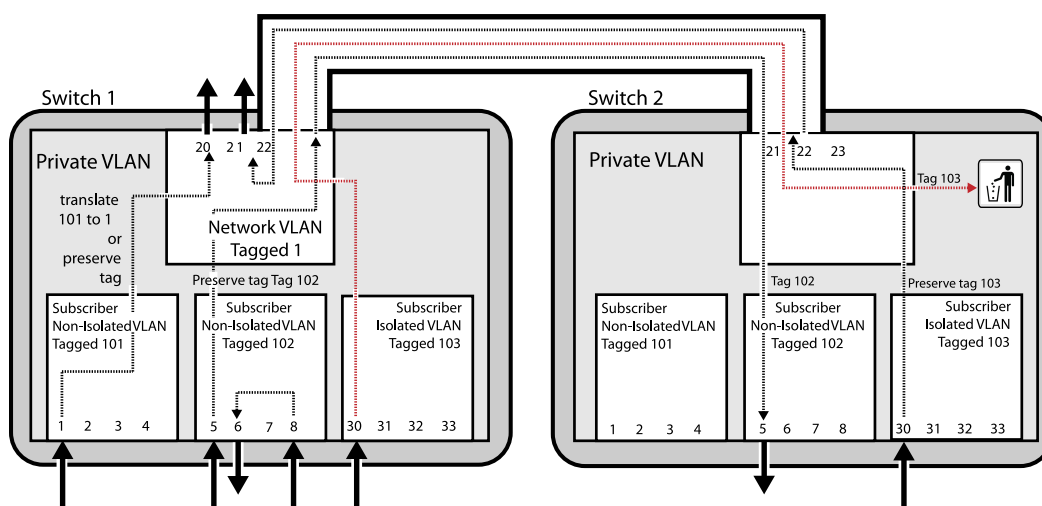 Switch 1
Switch 2
20 21 22
Private VLAN
translate
101 to 1
or
preserve
tag
Network VLAN
Tagged 1
Preserve tag Tag 102
Subscriber
Non-IsolatedVLAN
Tagged 101
1 2 3 4
Subscriber
Non-IsolatedVLAN
Tagged 102
5 6 7 8
Subscriber
Isolated VLAN
Tagged 103
30 31 32 33
21 22 23
Private VLAN
Tag 103
Tag 102
Preserve tag 103
Subscriber
Non-IsolatedVLAN
Tagged 101
1 2 3 4
Subscriber
Non-IsolatedVLAN
Tagged 102
5 6 7 8
Subscriber
Isolated VLAN
Tagged 103
30 31 32 33